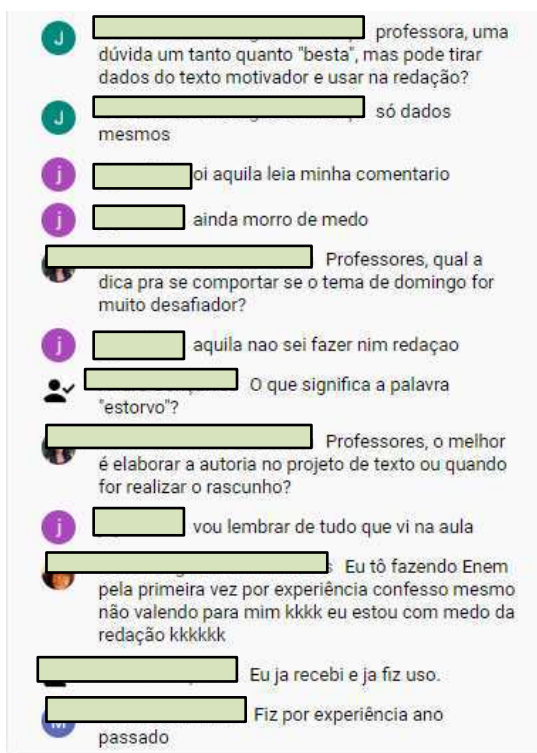 J professora, uma
dúvida um tanto quanto "besta", mas pode tirar
dados do texto motivador e usar na redação?
J só dados
mesmos
j oi aquila leia minha comentario
j ainda morro de medo
Professores, qual a
dica pra se comportar se o tema de domingo for
muito desafiador?
j aquila nao sei fazer nim redaçao
O que significa a palavra
"estorvo"?
Professores, o melhor
é elaborar a autoria no projeto de texto ou quando
for realizar o rascunho?
j vou lembrar de tudo que vi na aula
s Eu tô fazendo Enem
pela primeira vez por experiência confesso mesmo
não valendo para mim kkkk eu estou com medo da
redação kkkkkk
Eu ja recebi e ja fiz uso.
Fiz por experiência ano
passado